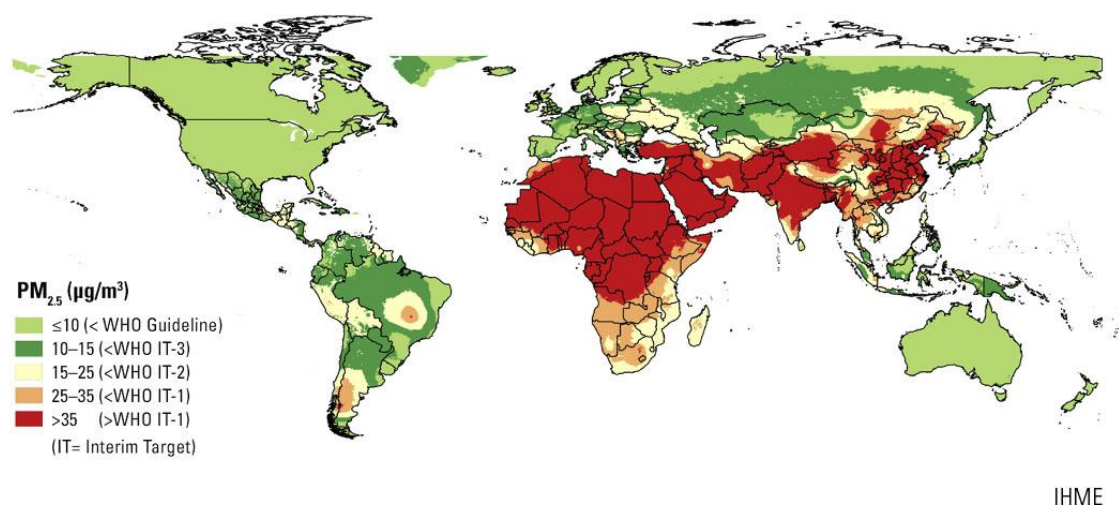 PM2.5 (µg/m³)
≤10 (< WHO Guideline)
10–15 (<WHO IT-3)
15–25 (<WHO IT-2)
25–35 (<WHO IT-1)
>35 (>WHO IT-1)
(IT= Interim Target)
IHME